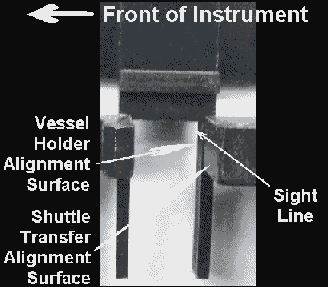 Front of Instrument
Vessel
Holder
Alignment
Surface
Sight
Line
Shuttle
Transfer
Alignment
Surface